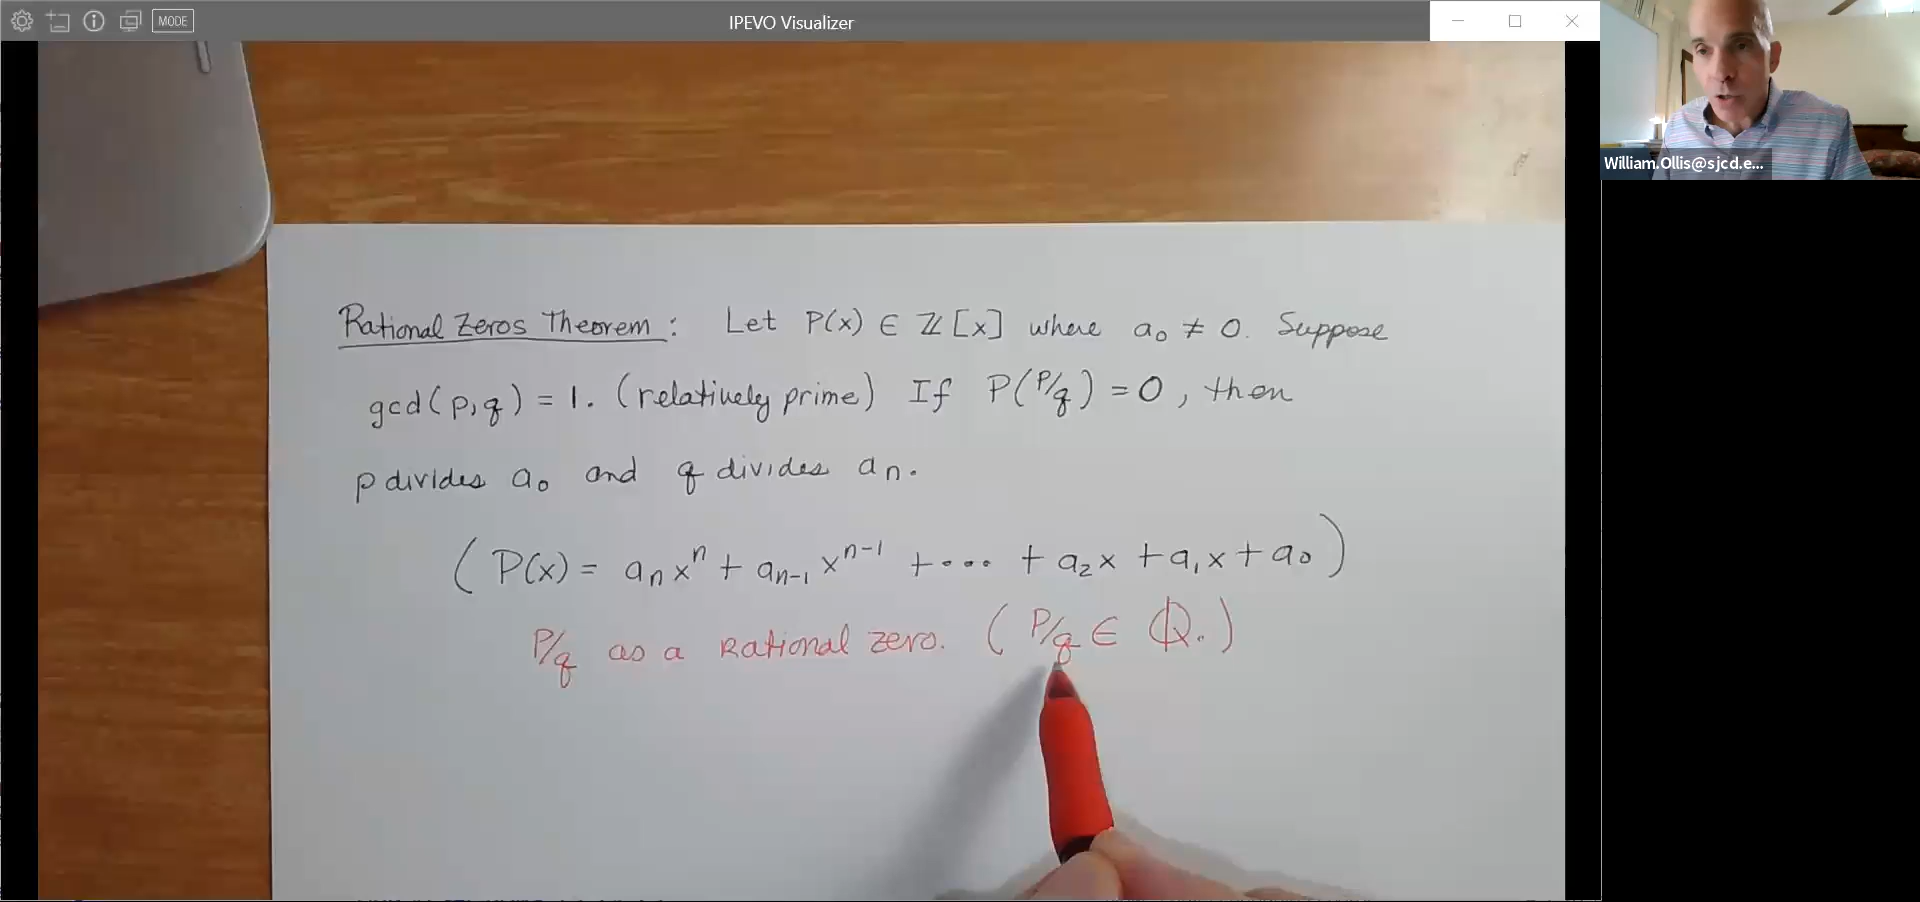 MODE
IPEVO Visualizer
William.Ollis@sjcd.e...
Rational Zeros Theorem: Let P(x) ∈ ℤ[x] where a₀ ≠ 0. Suppose
gcd(p,q) = 1. (relatively prime) If P(P/q) = 0, then
p divides a₀ and q divides aₙ.
( P(x) = aₙxⁿ + aₙ₋₁xⁿ⁻¹ + ... + a₂x + a₁x + a₀ )
P/q as a Rational zero. ( P/q ∈ ℚ. )